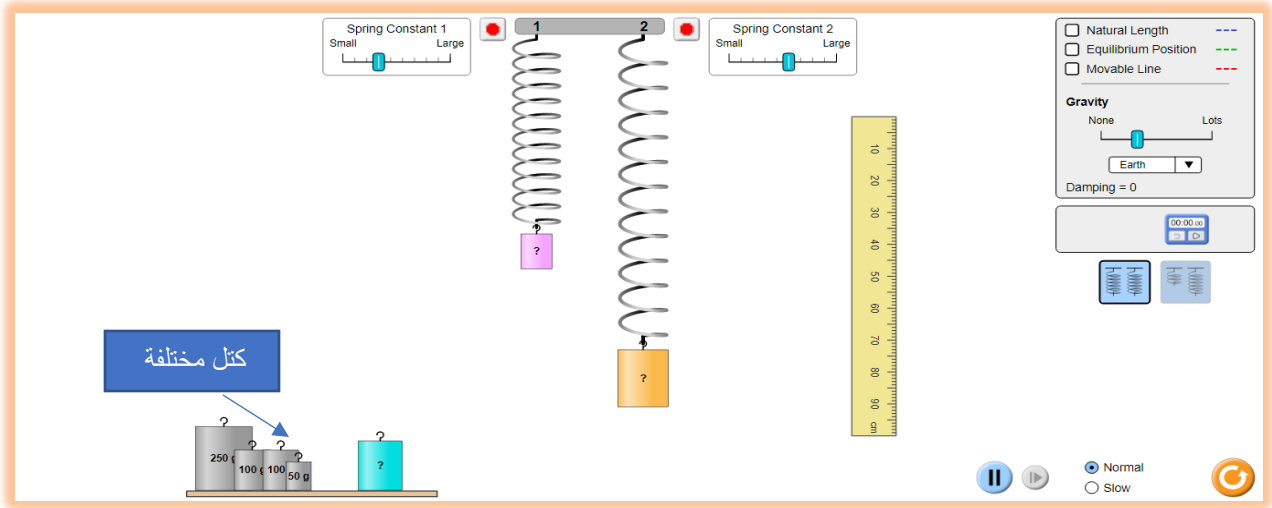 Spring Constant 1
Small Large
1 2
Spring Constant 2
Small Large
Natural Length
Equilibrium Position
Movable Line
Gravity
None Lots
Earth
Damping = 0
00:00.00
10
20
30
40
50
60
70
80
90
cm
?
?
كتل مختلفة
250 g
100 g
100
50 g
?
Normal
Slow